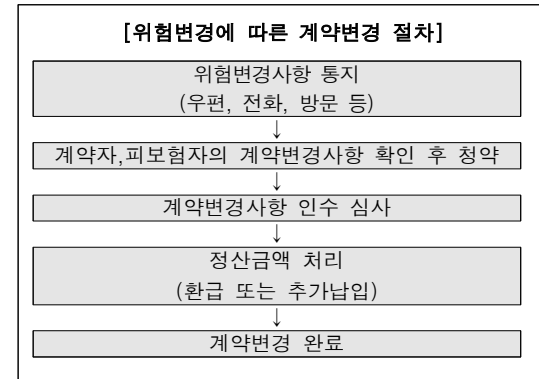 [위험변경에 따른 계약변경 절차]
위험변경사항 통지
(우편, 전화, 방문 등)
↓
계약자,피보험자의 계약변경사항 확인 후 청약
↓
계약변경사항 인수 심사
↓
정산금액 처리
(환급 또는 추가납입)
↓
계약변경 완료